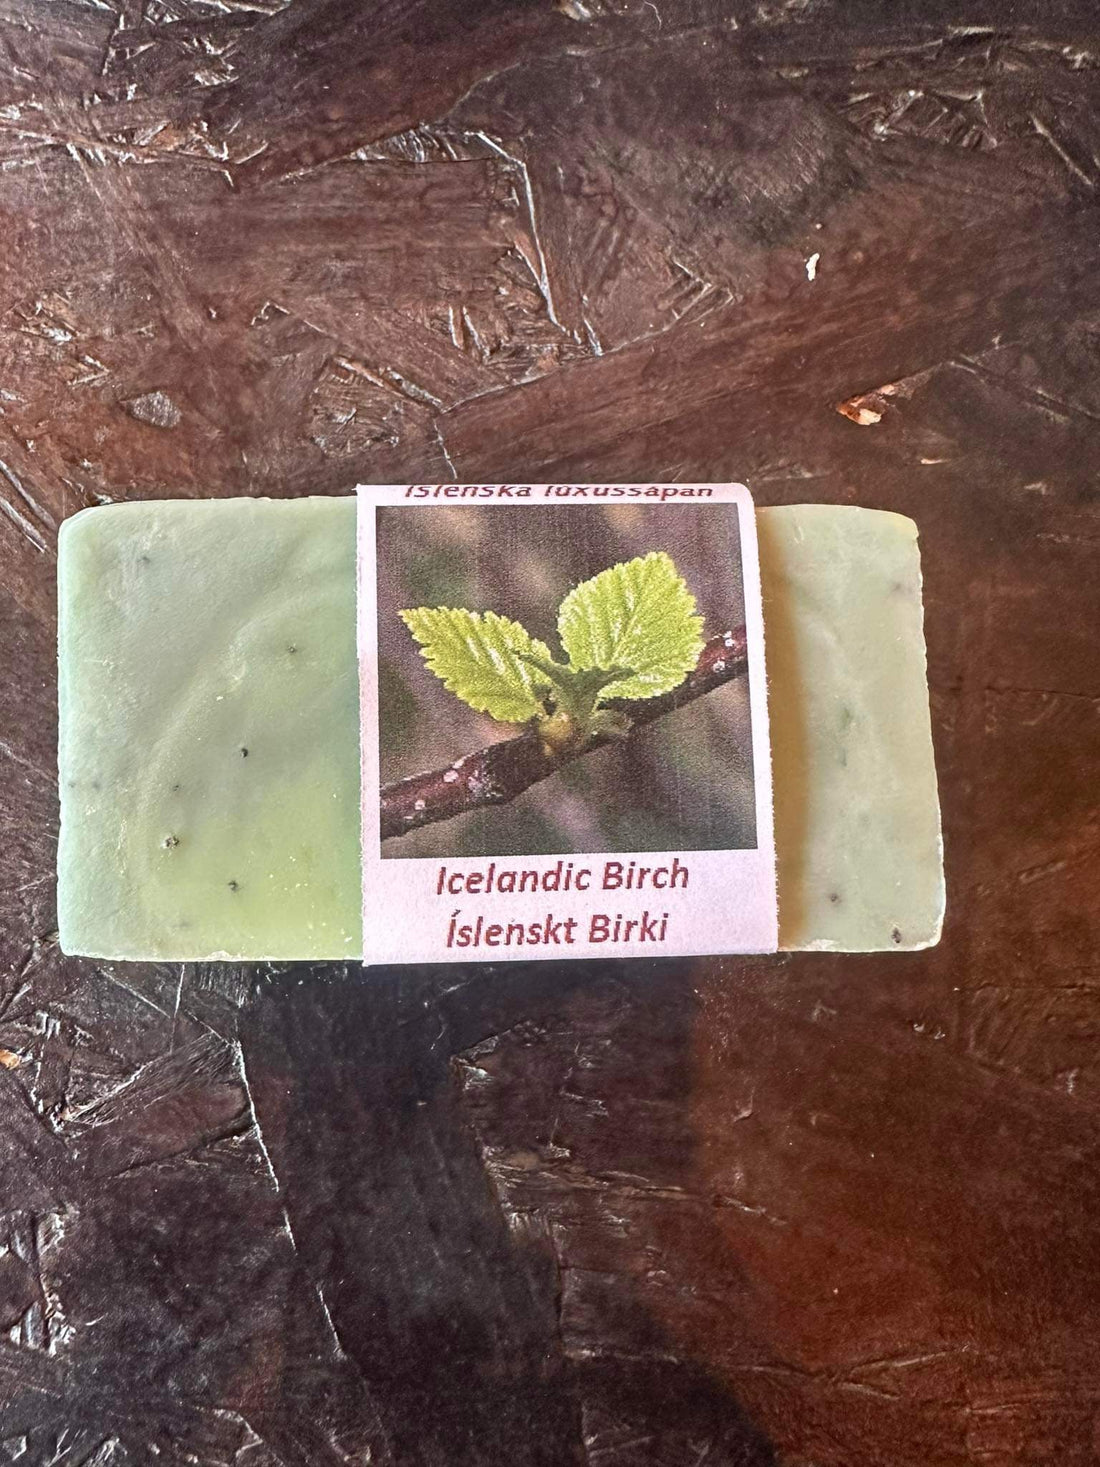 íslenska lúxussápan
Icelandic Birch
Íslenskt Birki